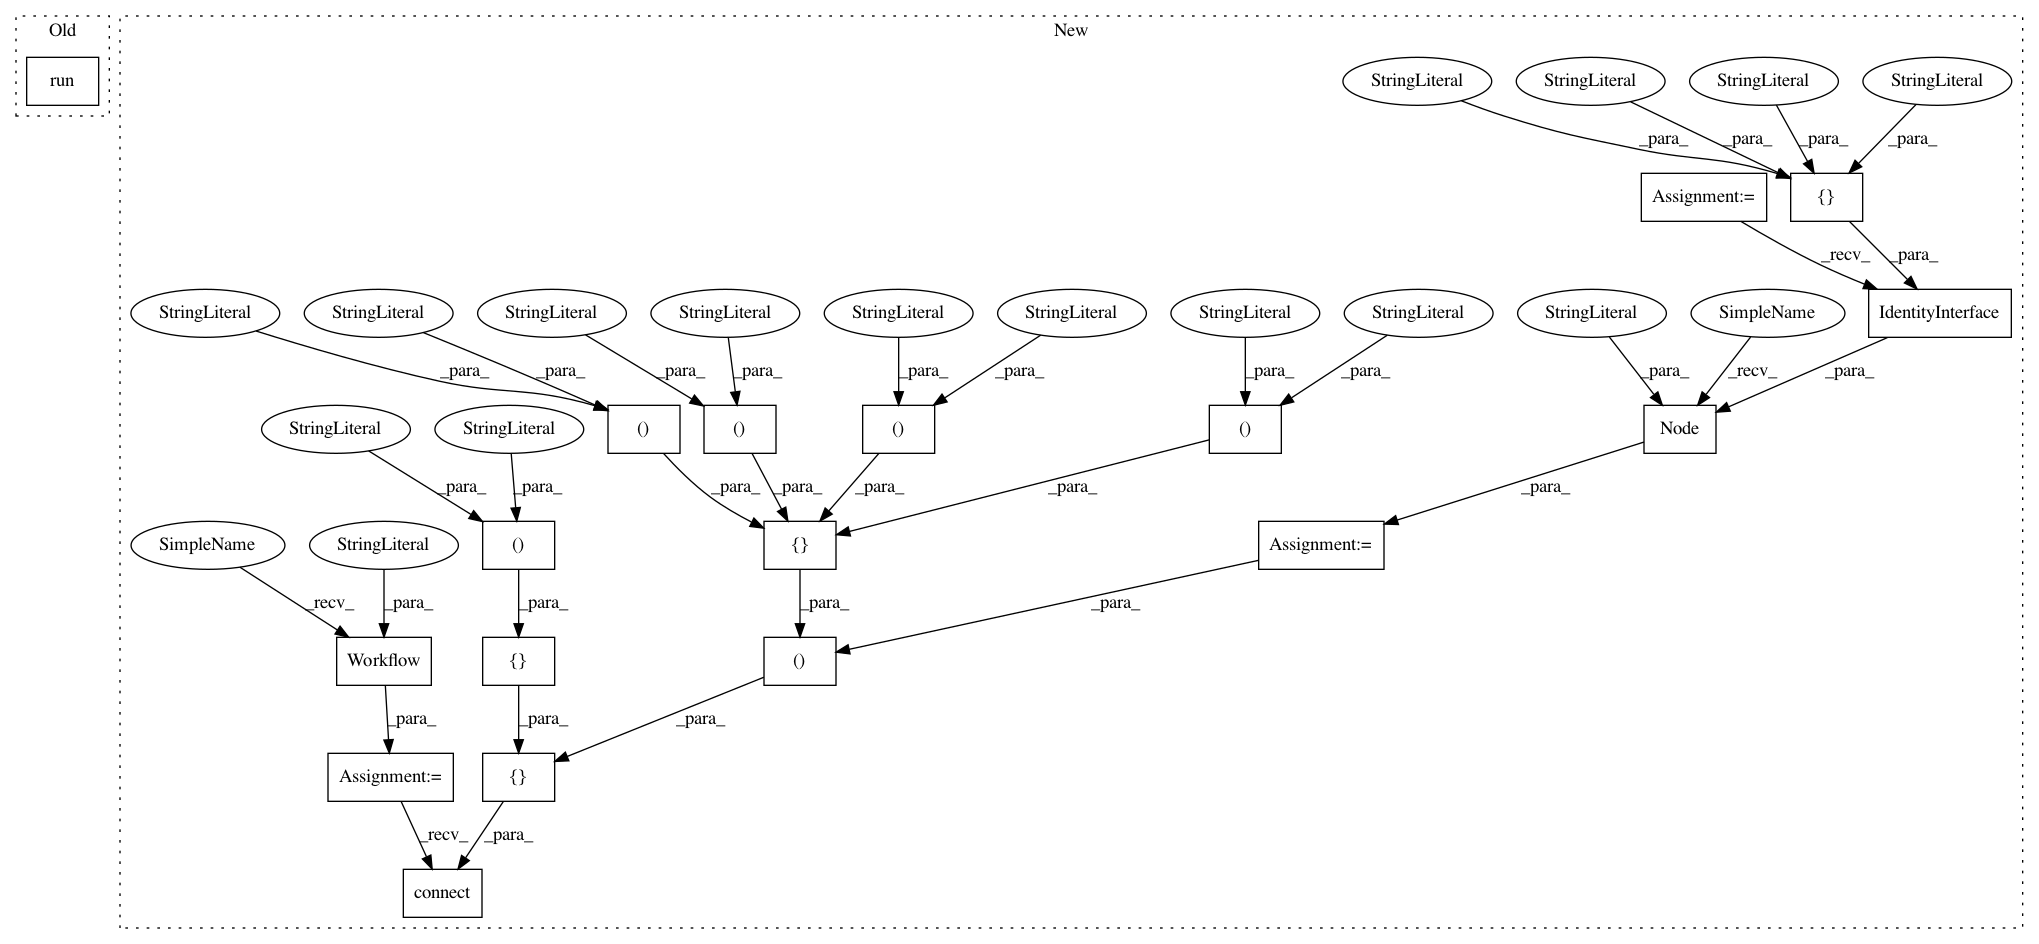 Old
New
run
StringLiteral
StringLiteral
StringLiteral
StringLiteral
_para_
_para_
_para_
_para_
Assignment:=
{}
_recv_
_para_
StringLiteral
StringLiteral
StringLiteral
StringLiteral
StringLiteral
StringLiteral
StringLiteral
StringLiteral
StringLiteral
SimpleName
IdentityInterface
_para_
_para_
_para_
_para_
_para_
_para_
_para_
_para_
_para_
_recv_
_para_
StringLiteral
StringLiteral
()
()
()
()
Node
_para_
_para_
_para_
_para_
_para_
_para_
_para_
SimpleName
StringLiteral
()
{}
Assignment:=
_recv_
_para_
_para_
_para_
_para_
Workflow
{}
()
_para_
_para_
_para_
Assignment:=
{}
_recv_
_para_
connect